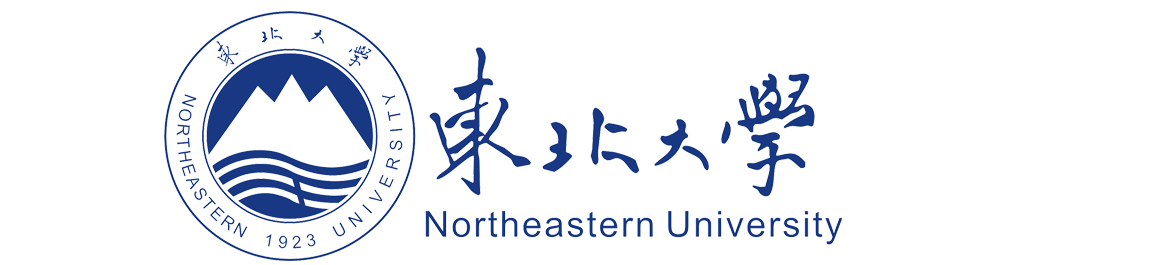 東北大學
NORTHEASTERN UNIVERSITY
1923
東北大學
Northeastern University